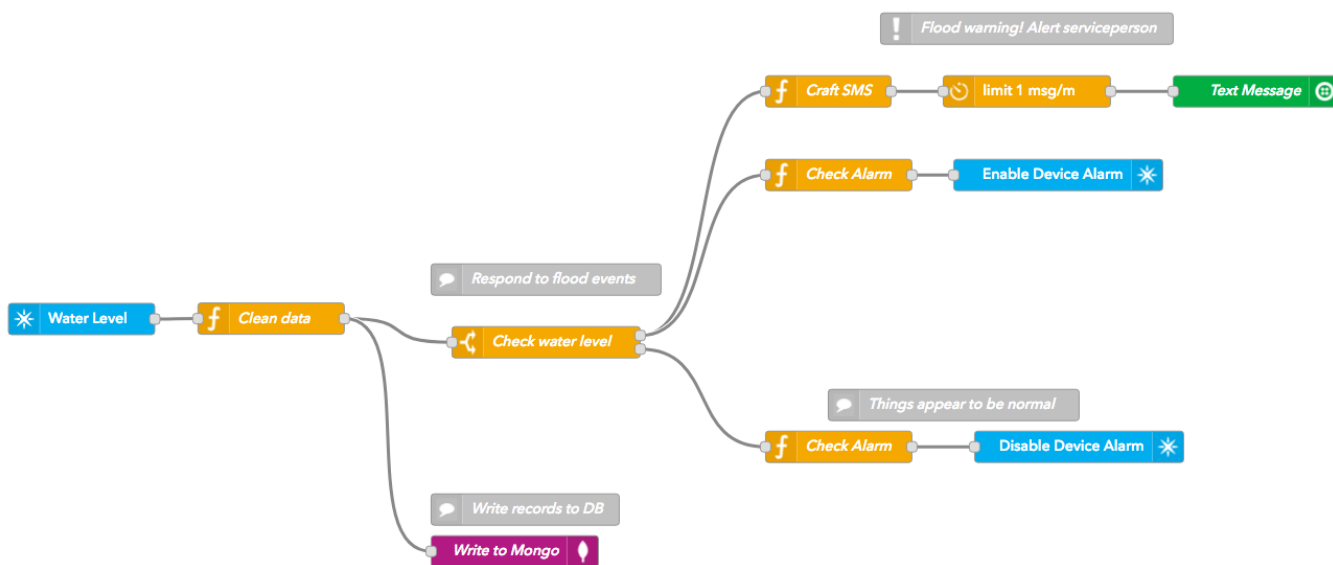 Flood warning! Alert serviceperson
Craft SMS
limit 1 msg/m
Text Message
Check Alarm
Enable Device Alarm
Respond to flood events
Water Level
Clean data
Check water level
Things appear to be normal
Check Alarm
Disable Device Alarm
Write records to DB
Write to Mongo